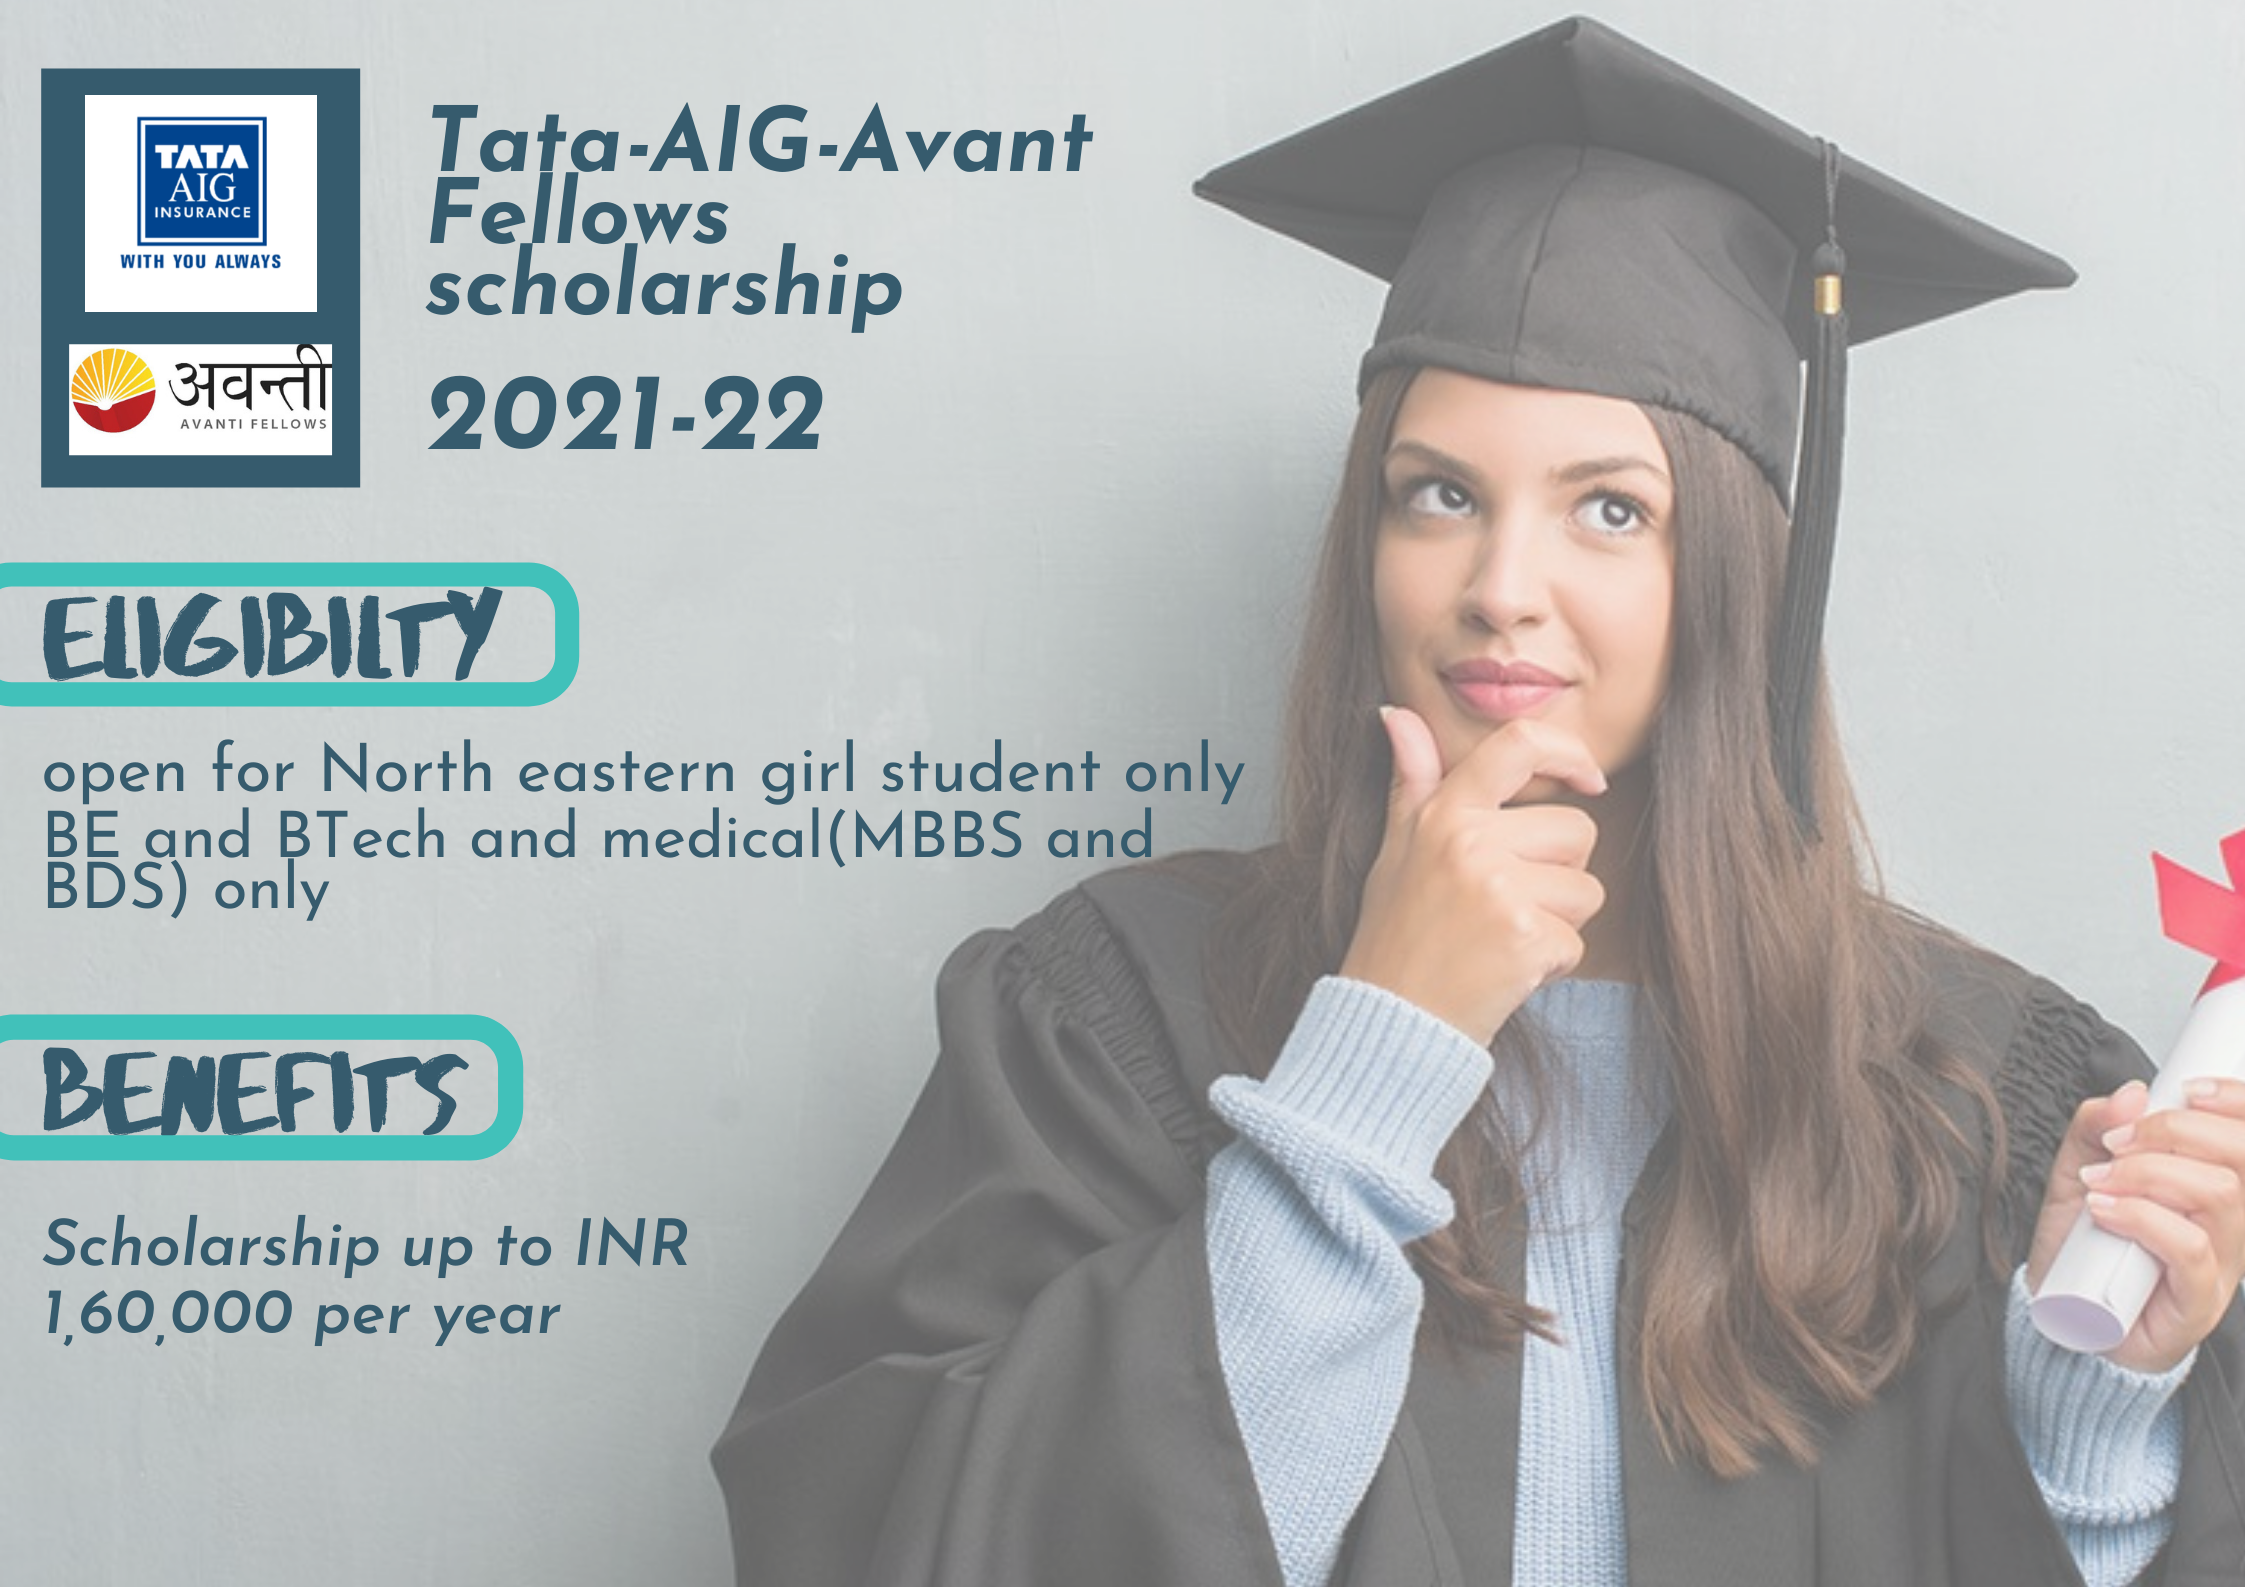 TATA
AIG
INSURANCE
WITH YOU ALWAYS
अवन्ती
AVANTI FELLOWS
Tata-AIG-Avant
Fellows
scholarship
2021-22
ELIGIBILTY
open for North eastern girl student only
BE and BTech and medical(MBBS and
BDS) only
BENEFITS
Scholarship up to INR
1,60,000 per year